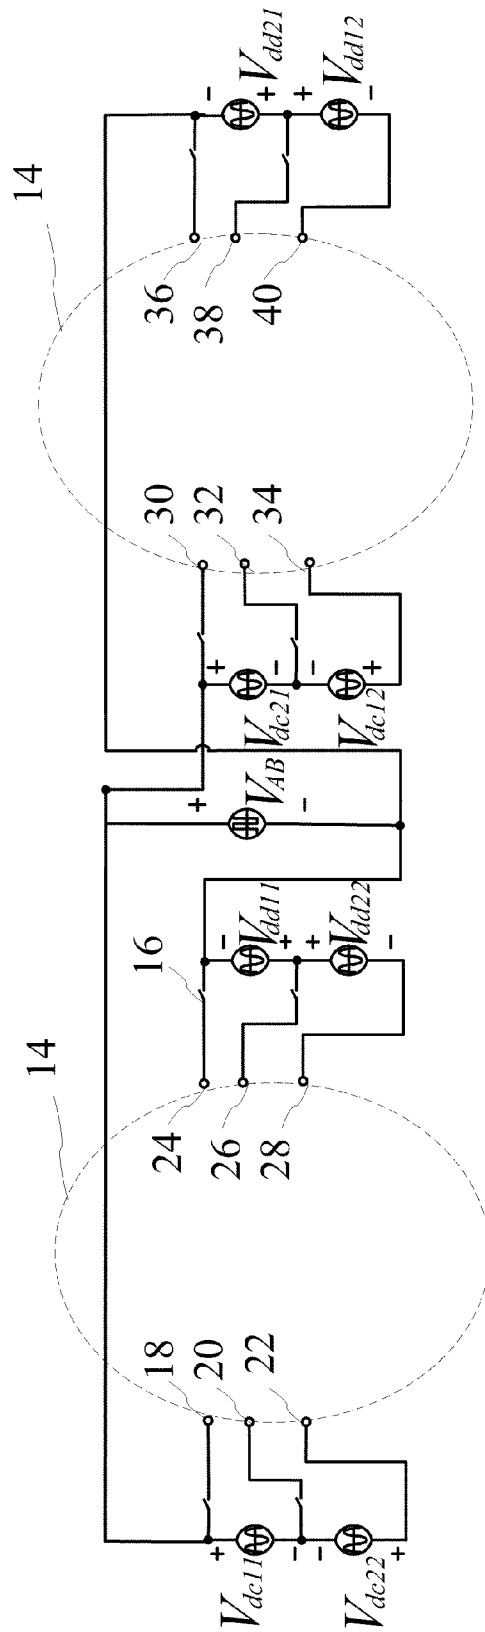 14
36
38
40
V_dd21
- +
V_dd12
+ -
30
32
34
V_dc21
+ -
V_dc12
- +
V_AB
+ -
16
V_dd11
- +
V_dd22
+ -
14
24
26
28
18
20
22
V_dc11
+ -
V_dc22
- +